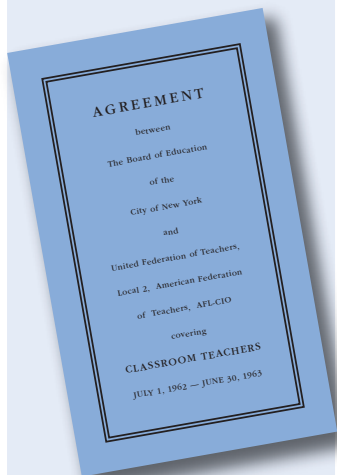 AGREEMENT
between
The Board of Education
of the
City of New York
and
United Federation of Teachers,
Local 2, American Federation
of Teachers, AFL-CIO
covering
CLASSROOM TEACHERS
JULY 1, 1962 — JUNE 30, 1963